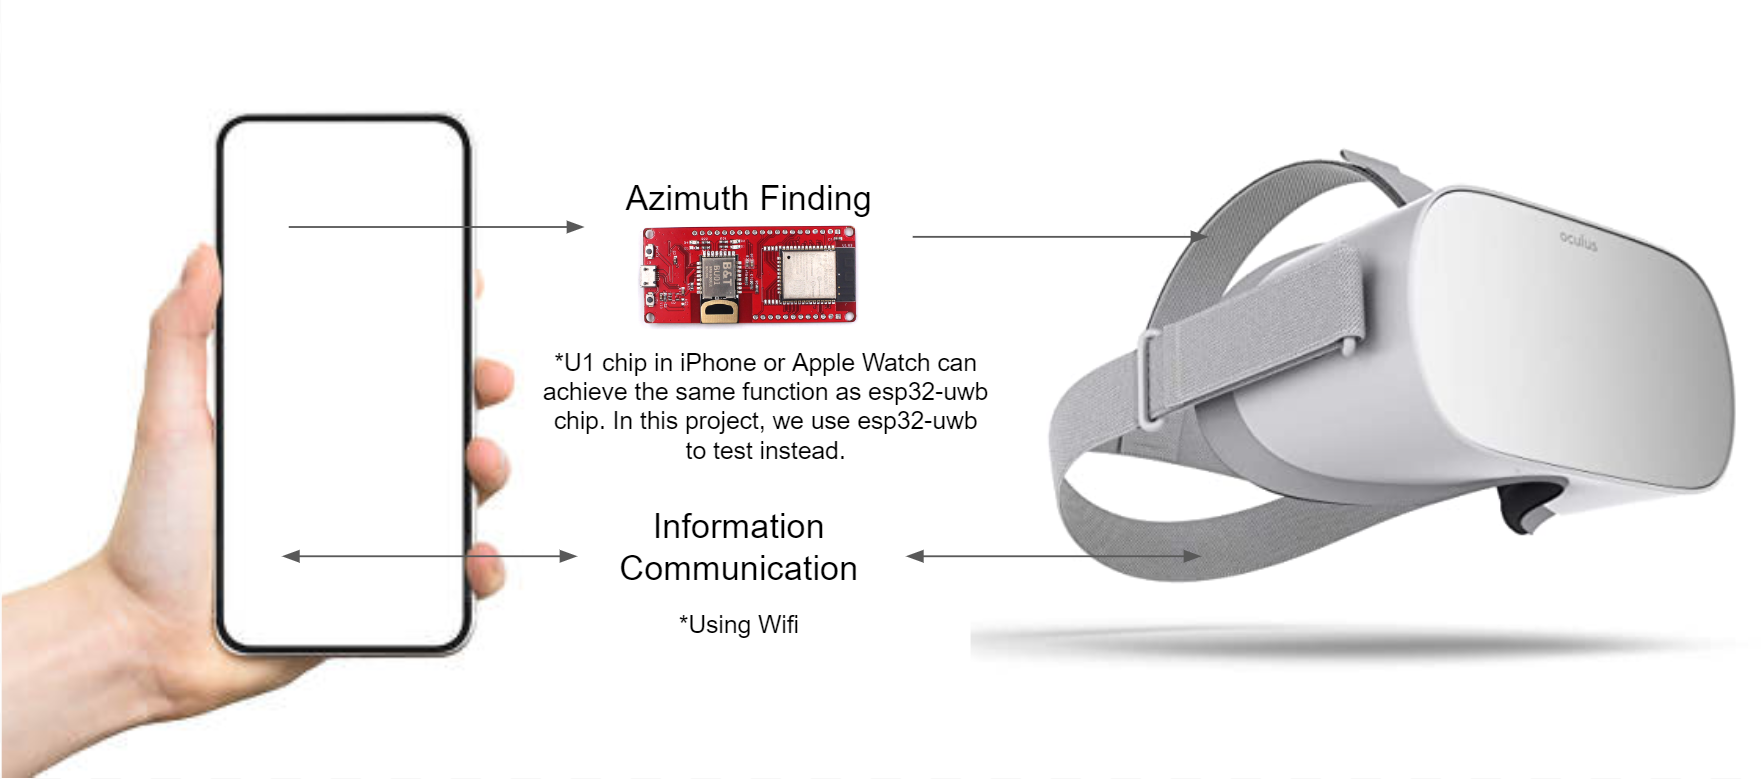 Azimuth Finding
B&T
BU01
oculus
*U1 chip in iPhone or Apple Watch can
achieve the same function as esp32-uwb
chip. In this project, we use esp32-uwb
to test instead.
Information
Communication
*Using Wifi